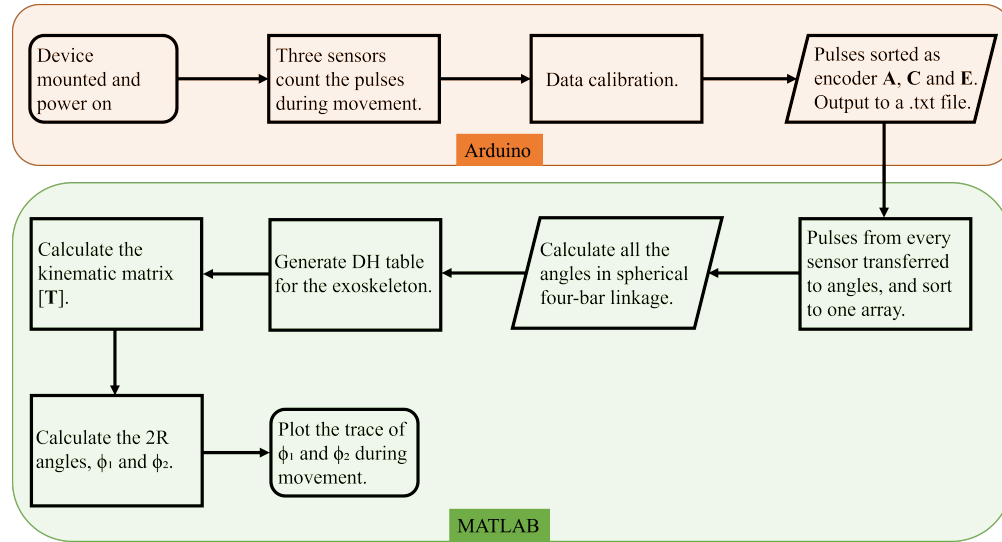 Device
mounted and
power on
Three sensors
count the pulses
during movement.
Data calibration.
Pulses sorted as
encoder A, C and E.
Output to a .txt file.
Arduino
Pulses from every
sensor transferred
to angles, and sort
to one array.
Calculate all the
angles in spherical
four-bar linkage.
Generate DH table
for the exoskeleton.
Calculate the
kinematic matrix
[T].
Calculate the 2R
angles, ϕ₁ and ϕ₂.
Plot the trace of
ϕ₁ and ϕ₂ during
movement.
MATLAB